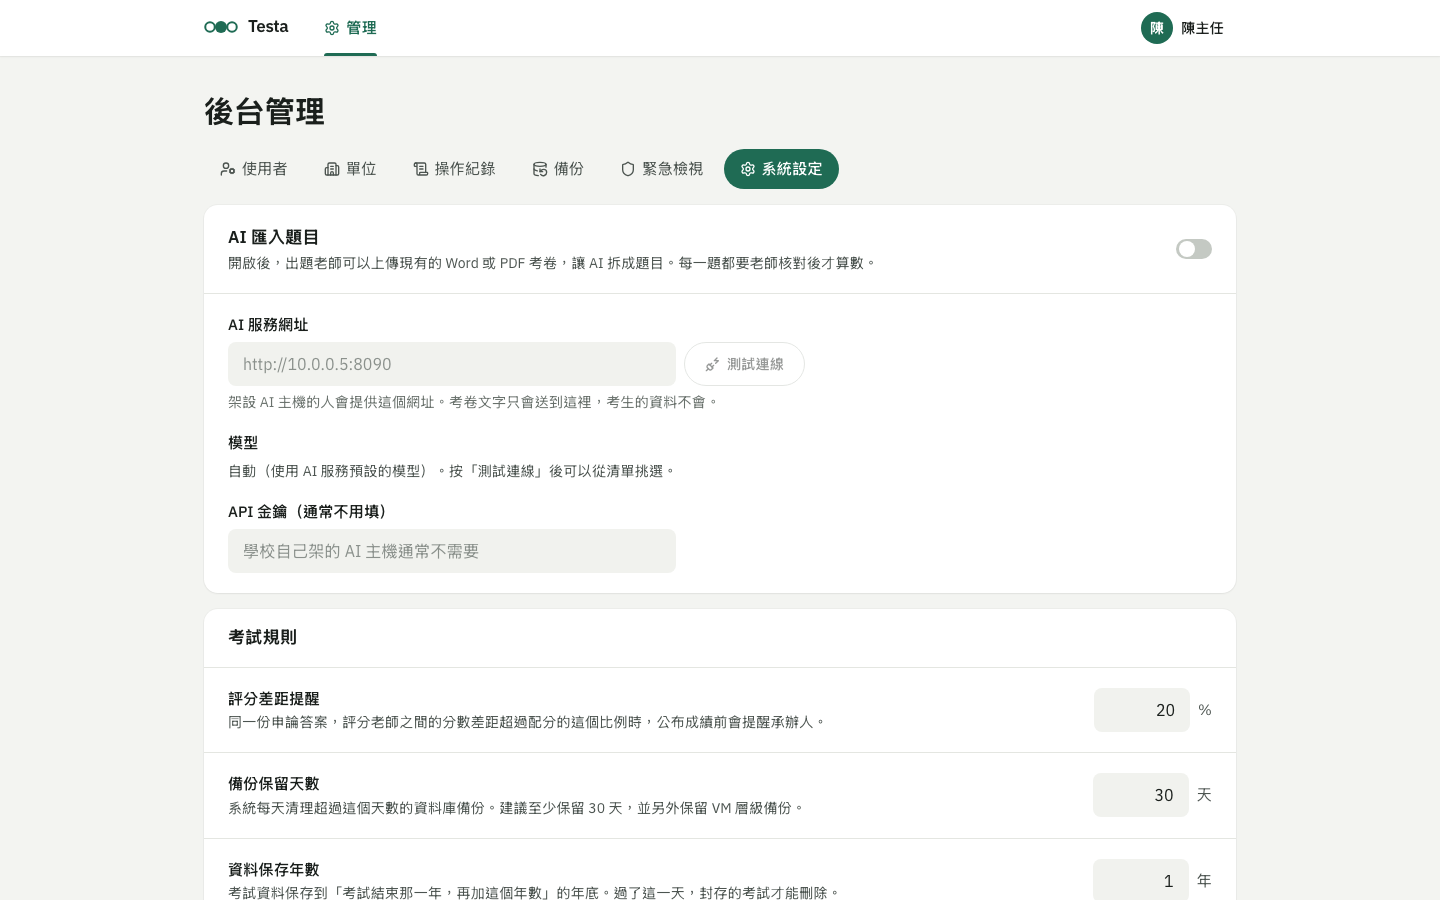 Testa
管理
陳
陳主任
後台管理
使用者
單位
操作紀錄
備份
緊急檢視
系統設定
AI 匯入題目
開啟後，出題老師可以上傳現有的 Word 或 PDF 考卷，讓 AI 拆成題目。每一題都要老師核對後才算數。
AI 服務網址
http://10.0.0.5:8090
測試連線
架設 AI 主機的人會提供這個網址。考卷文字只會送到這裡，考生的資料不會。
模型
自動（使用 AI 服務預設的模型）。按「測試連線」後可以從清單挑選。
API 金鑰（通常不用填）
學校自己架的 AI 主機通常不需要
考試規則
評分差距提醒
同一份申論答案，評分老師之間的分數差距超過配分的這個比例時，公布成績前會提醒承辦人。
20 %
備份保留天數
系統每天清理超過這個天數的資料庫備份。建議至少保留 30 天，並另外保留 VM 層級備份。
30 天
資料保存年數
考試資料保存到「考試結束那一年，再加這個年數」的年底。過了這一天，封存的考試才能刪除。
1 年